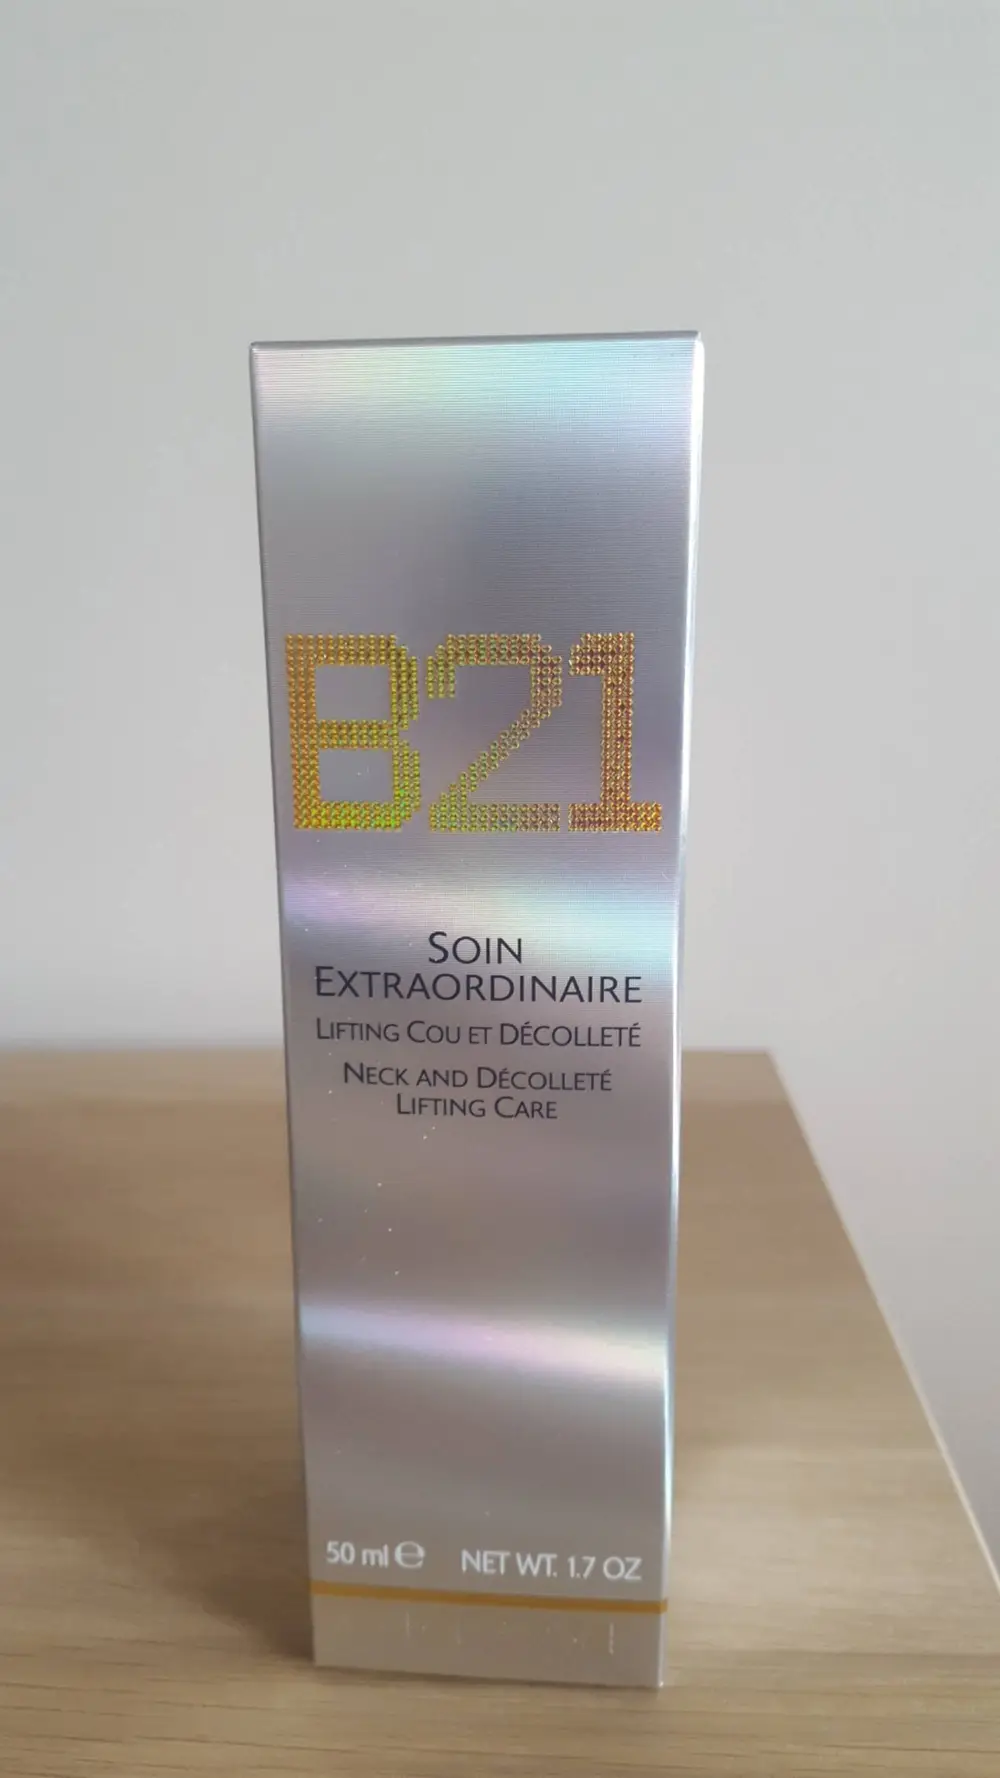 B21
SOIN
EXTRAORDINAIRE
LIFTING COU ET DÉCOLLETÉ
NECK AND DÉCOLLETÉ
LIFTING CARE
50 ml ℮ NET WT. 1.7 OZ